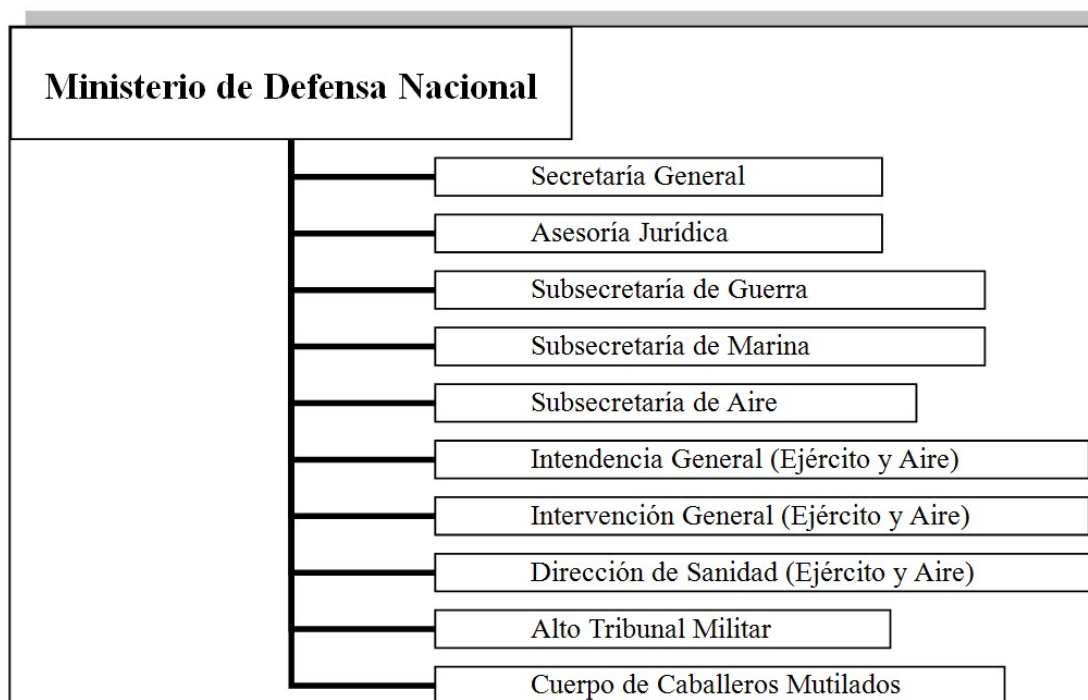 Ministerio de Defensa Nacional
Secretaría General
Asesoría Jurídica
Subsecretaría de Guerra
Subsecretaría de Marina
Subsecretaría de Aire
Intendencia General (Ejército y Aire)
Intervención General (Ejército y Aire)
Dirección de Sanidad (Ejército y Aire)
Alto Tribunal Militar
Cuerpo de Caballeros Mutilados